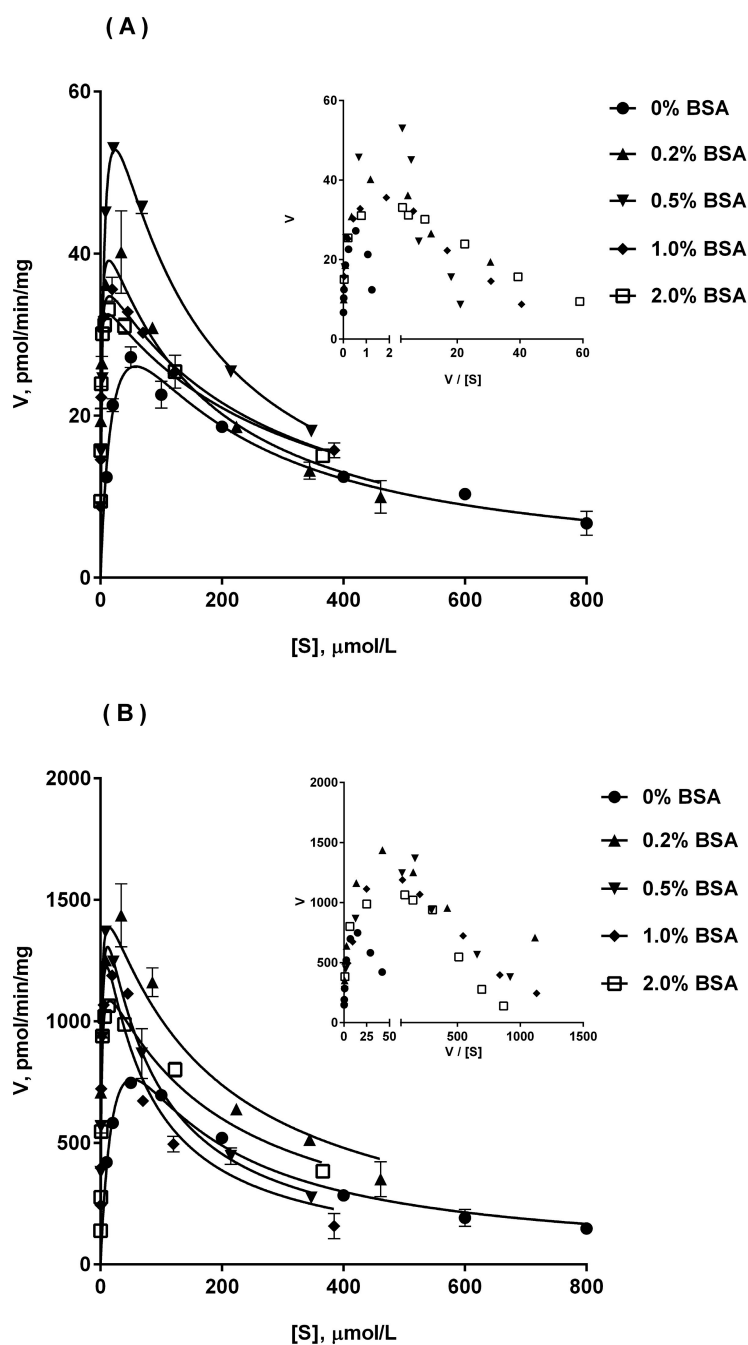 ( A )
60
40
20
0
V, pmol/min/mg
0 200 400 600 800
[S], μmol/L
60
40
20
0
V
0 1 2 20 40 60
V / [S]
0% BSA
0.2% BSA
0.5% BSA
1.0% BSA
2.0% BSA
( B )
2000
1500
1000
500
0
V, pmol/min/mg
0 200 400 600 800
[S], μmol/L
2000
1500
1000
500
0
V
0 25 50 500 1000 1500
V / [S]
0% BSA
0.2% BSA
0.5% BSA
1.0% BSA
2.0% BSA